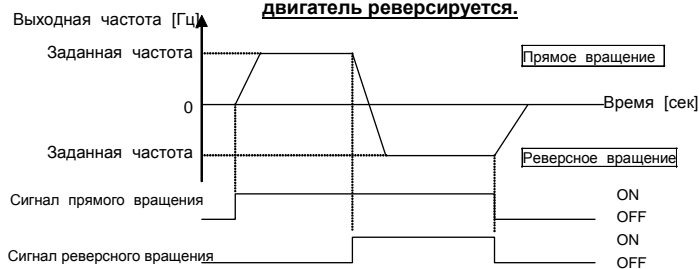 двигатель реверсируется.
Выходная частота [Гц]
Заданная частота
Прямое вращение
0
Время [сек]
Заданная частота
Реверсное вращение
Сигнал прямого вращения
ON
OFF
ON
Сигнал реверсного вращения
OFF